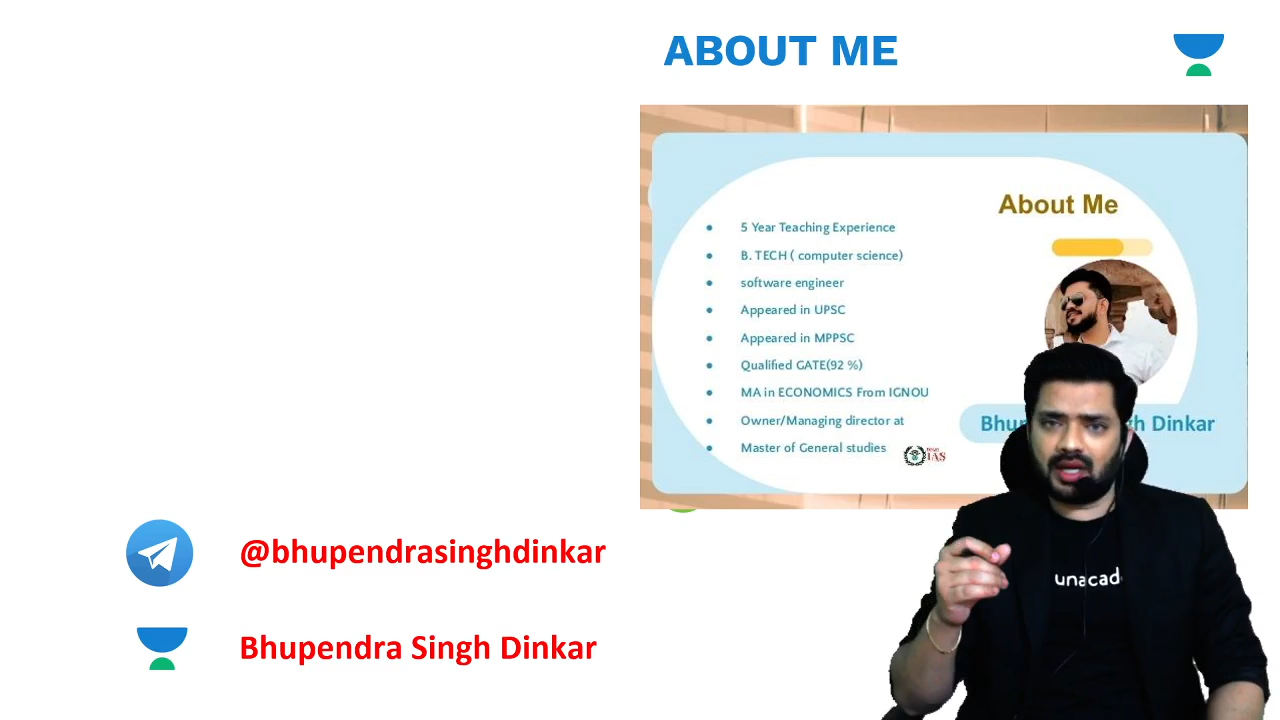 ABOUT ME
About Me
5 Year Teaching Experience
B. TECH ( computer science)
software engineer
Appeared in UPSC
Appeared in MPPSC
Qualified GATE(92 %)
MA in ECONOMICS From IGNOU
Owner/Managing director at
Master of General studies
IAS
Dinkar
@bhupendrasinghdinkar
Bhupendra Singh Dinkar
unacad